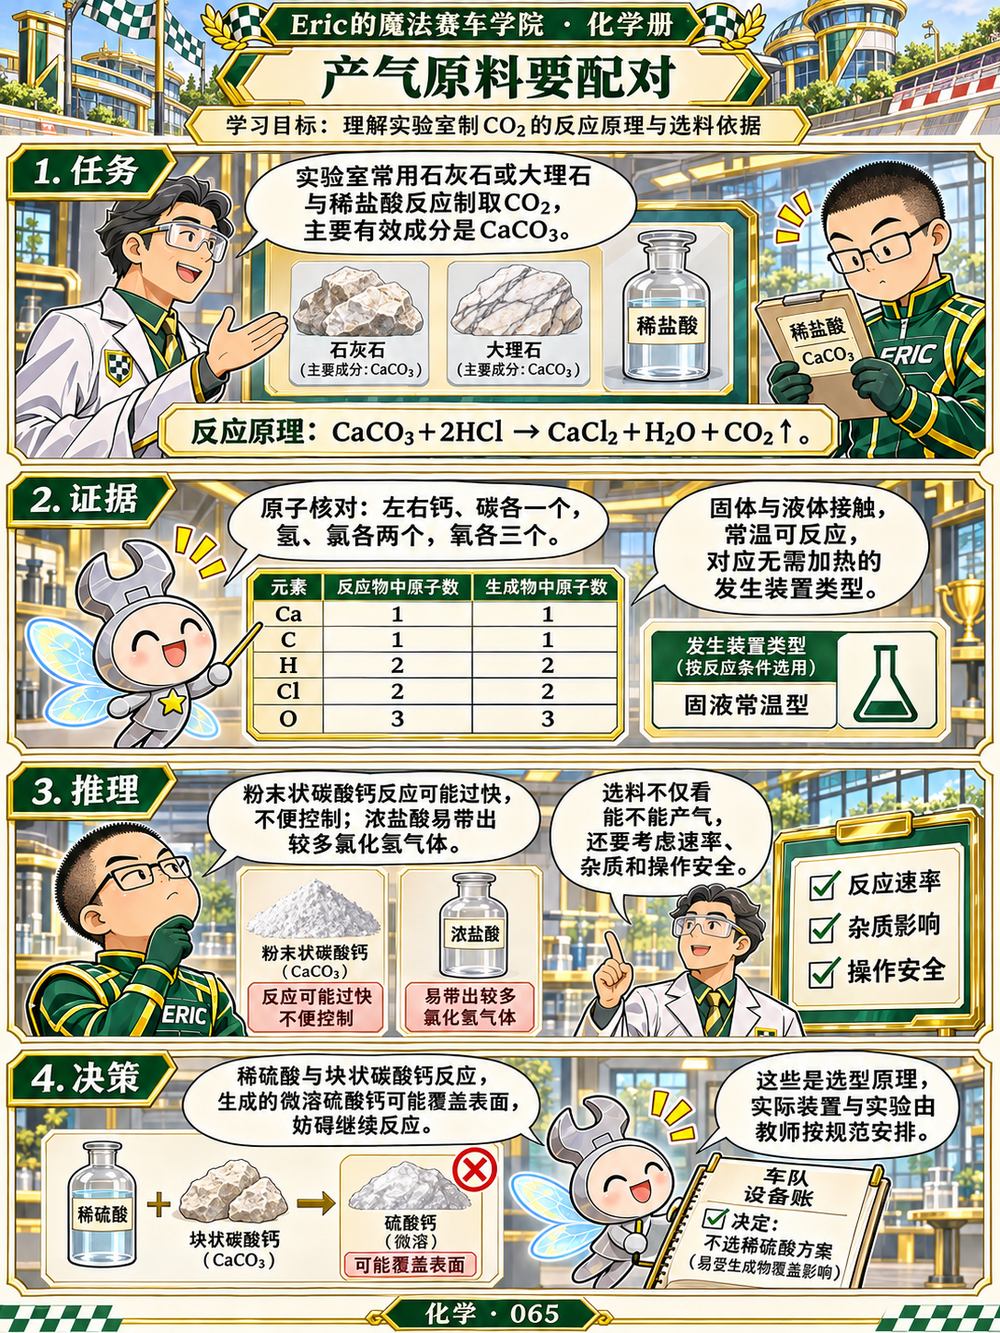 Eric的魔法赛车学院 · 化学册
产气原料要配对
学习目标：理解实验室制CO₂的反应原理与选料依据
1. 任务
实验室常用石灰石或大理石
与稀盐酸反应制取CO₂，
主要有效成分是CaCO₃。
石灰石
（主要成分：CaCO₃）
大理石
（主要成分：CaCO₃）
稀盐酸
稀盐酸
CaCO₃
ERIC
反应原理：CaCO₃＋2HCl → CaCl₂＋H₂O＋CO₂↑。
2. 证据
原子核对：左右钙、碳各一个，
氢、氯各两个，氧各三个。
固体与液体接触，
常温可反应，
对应无需加热的
发生装置类型。
元素 反应物中原子数 生成物中原子数
Ca 1 1
C 1 1
H 2 2
Cl 2 2
O 3 3
发生装置类型
（按反应条件选用）
固液常温型
3. 推理
粉末状碳酸钙反应可能过快，
不便控制；浓盐酸易带出
较多氯化氢气体。
选料不仅看
能不能产气，
还要考虑速率、
杂质和操作安全。
ERIC
粉末状碳酸钙
（CaCO₃）
反应可能过快
不便控制
浓盐酸
易带出较多
氯化氢气体
反应速率
杂质影响
操作安全
4. 决策
稀硫酸与块状碳酸钙反应，
生成的微溶硫酸钙可能覆盖表面，
妨碍继续反应。
这些是选型原理，
实际装置与实验由
教师按规范安排。
稀硫酸
+
块状碳酸钙
（CaCO₃）
→
硫酸钙
（微溶）
可能覆盖表面
车队
设备账
决定：
不选稀硫酸方案
（易受生成物覆盖影响）
化学 · 065